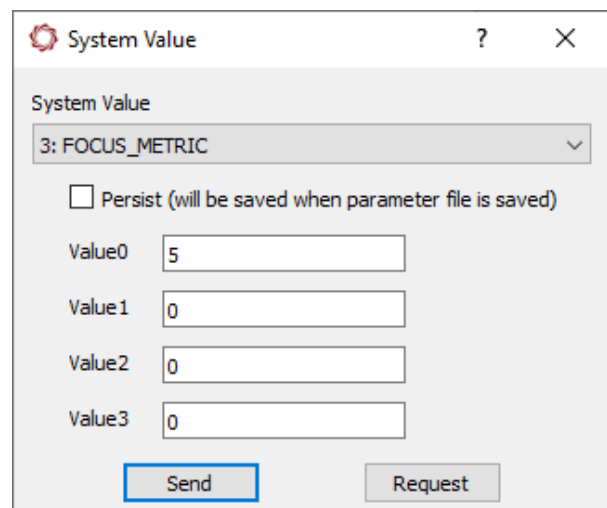 System Value ?
System Value
3: FOCUS_METRIC
Persist (will be saved when parameter file is saved)
Value0 5
Value1 0
Value2 0
Value3 0
Send Request